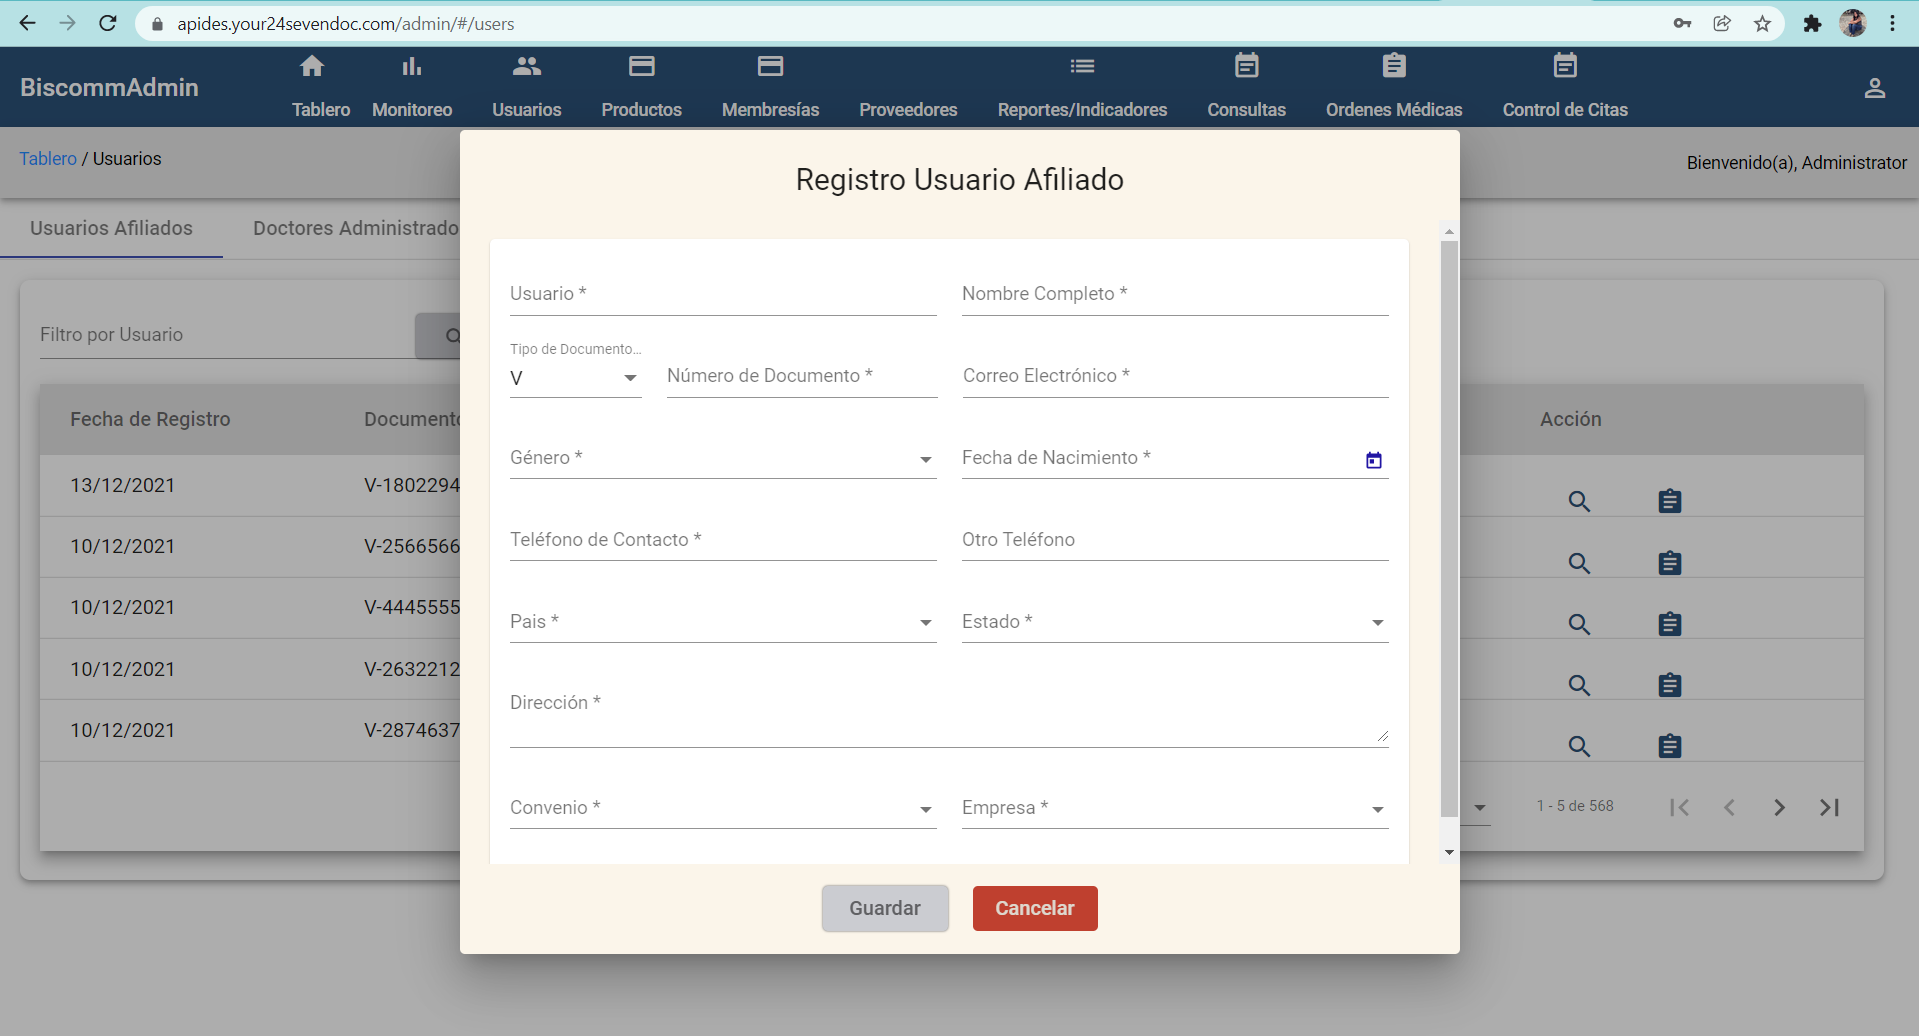 apides.your24sevendoc.com/admin/#/users
BiscommAdmin
Tablero
Monitoreo
Usuarios
Productos
Membresías
Proveedores
Reportes/Indicadores
Consultas
Ordenes Médicas
Control de Citas
Tablero / Usuarios
Bienvenido(a), Administrator
Usuarios Afiliados
Doctores Administrado
Filtro por Usuario
Fecha de Registro
Document
Acción
13/12/2021
V-1802294
10/12/2021
V-2566566
10/12/2021
V-4445555
10/12/2021
V-2632212
10/12/2021
V-2874637
1 - 5 de 568
Registro Usuario Afiliado
Usuario *
Nombre Completo *
Tipo de Documento...
V
Número de Documento *
Correo Electrónico *
Género *
Fecha de Nacimiento *
Teléfono de Contacto *
Otro Teléfono
Pais *
Estado *
Dirección *
Convenio *
Empresa *
Guardar
Cancelar